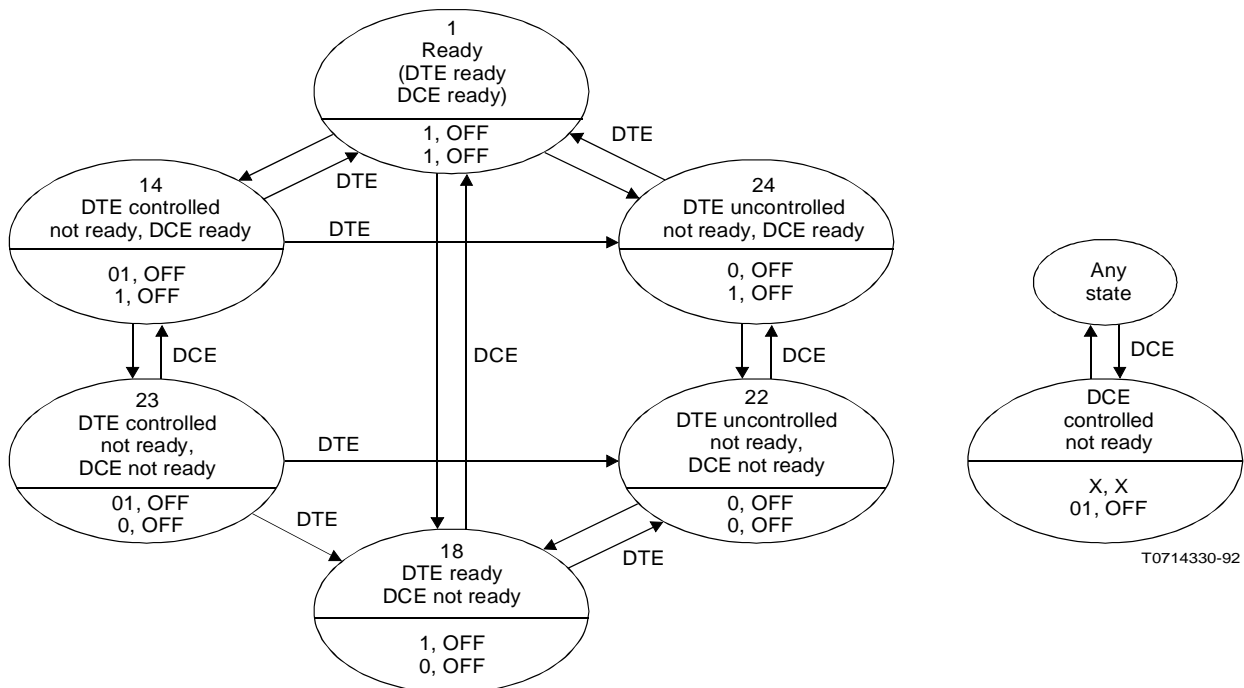 1
Ready
(DTE ready
DCE ready)
1, OFF
1, OFF
DTE
DTE
14
DTE controlled
not ready, DCE ready
01, OFF
1, OFF
DTE
24
DTE uncontrolled
not ready, DCE ready
0, OFF
1, OFF
Any
state
DCE
DCE
DCE
DCE
23
DTE controlled
not ready,
DCE not ready
01, OFF
0, OFF
DTE
22
DTE uncontrolled
not ready,
DCE not ready
0, OFF
0, OFF
DCE
controlled
not ready
X, X
01, OFF
DTE
18
DTE ready
DCE not ready
1, OFF
0, OFF
DTE
T0714330-92